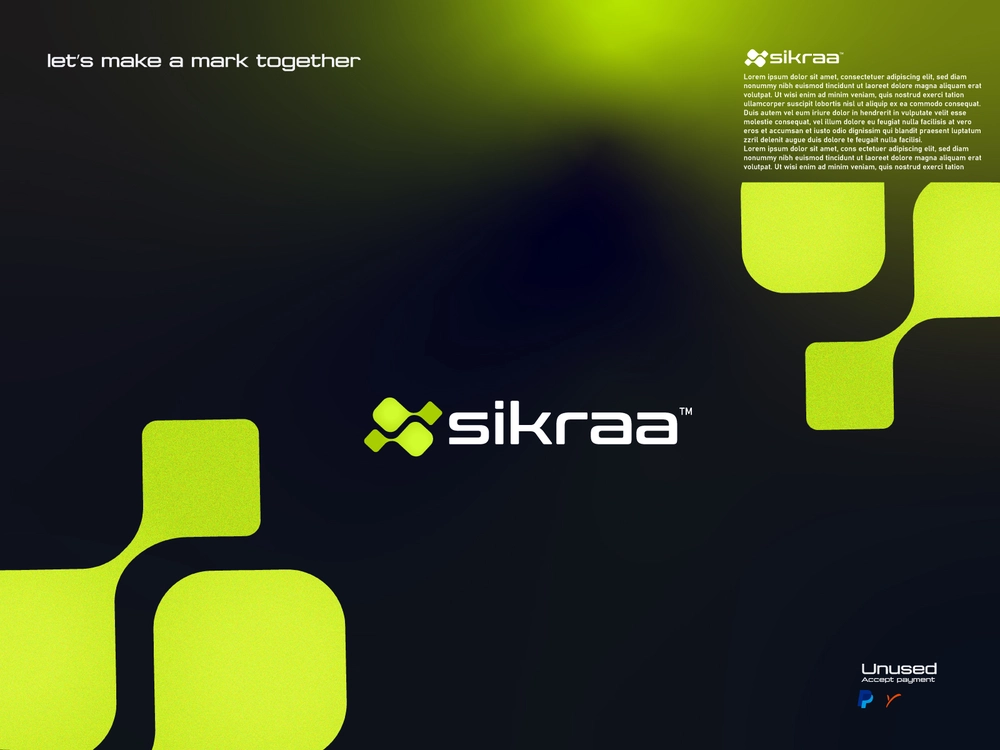 let's make a mark together
sikraa™
Lorem ipsum dolor sit amet, consectetuer adipiscing elit, sed diam
nonummy nibh euismod tincidunt ut laoreet dolore magna aliquam erat
volutpat. Ut wisi enim ad minim veniam, quis nostrud exerci tation
ullamcorper suscipit lobortis nisl ut aliquip ex ea commodo consequat.
Duis autem vel eum iriure dolor in hendrerit in vulputate velit esse
molestie consequat, vel illum dolore eu feugiat nulla facilisis at vero
eros et accumsan et iusto odio dignissim qui blandit praesent luptatum
zzril delenit augue duis dolore te feugait nulla facilisi.
Lorem ipsum dolor sit amet, cons ectetuer adipiscing elit, sed diam
nonummy nibh euismod tincidunt ut laoreet dolore magna aliquam erat
volutpat. Ut wisi enim ad minim veniam, quis nostrud exerci tation
sikraa™
Unused
Accept payment